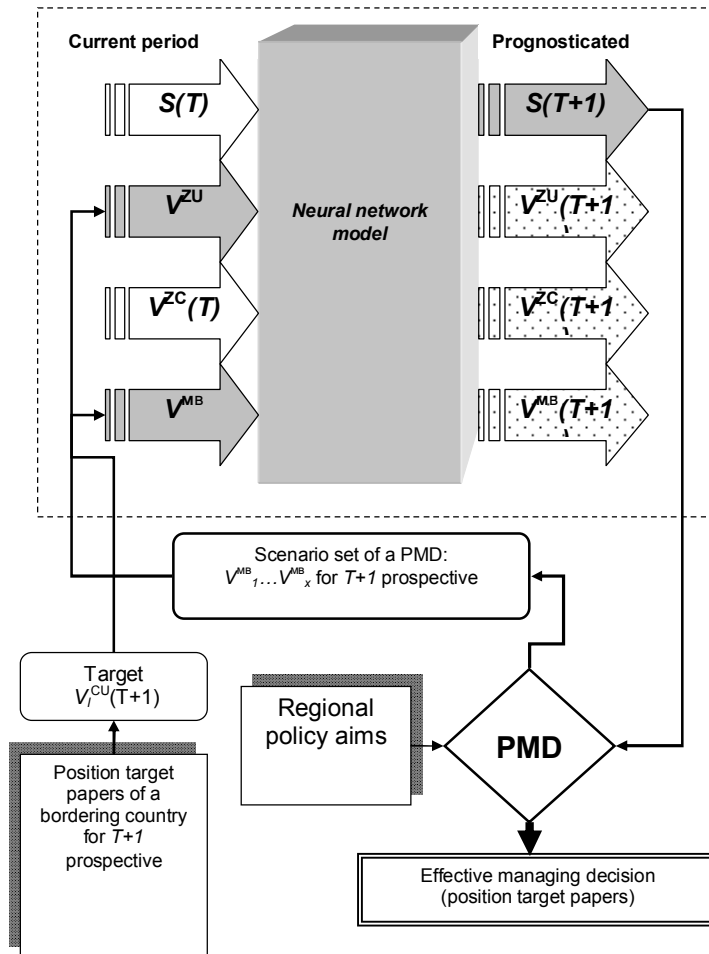 Current period
Prognosticated
S(T)
S(T+1)
V^ZU
Neural network
model
V^ZU(T+1
V^ZC(T)
V^ZC(T+1
V^MB
V^MB(T+1
Scenario set of a PMD:
V^MB_1…V^MB_x for T+1 prospective
Target
V_I^CU(T+1)
Regional
policy aims
PMD
Position target
papers of a
bordering country
for T+1
prospective
Effective managing decision
(position target papers)